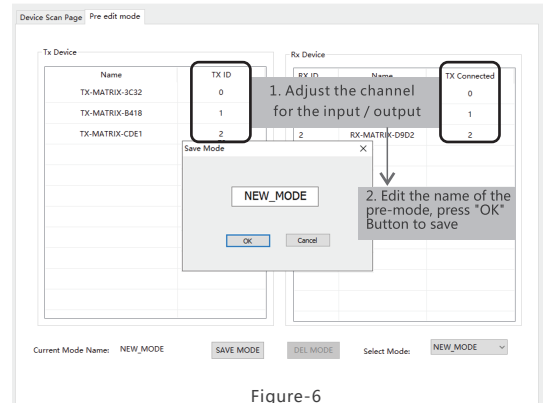 Device Scan Page Pre edit mode
Tx Device
Rx Device
Name TX ID
RX ID Name TX Connected
TX-MATRIX-3C32 0
0
TX-MATRIX-B418 1
1
TX-MATRIX-CDE1 2
2 RX-MATRIX-D9D2 2
1. Adjust the channel
for the input / output
Save Mode
NEW_MODE
OK Cancel
2. Edit the name of the
pre-mode, press "OK"
Button to save
Current Mode Name: NEW_MODE SAVE MODE DEL MODE Select Mode: NEW_MODE
Figure-6